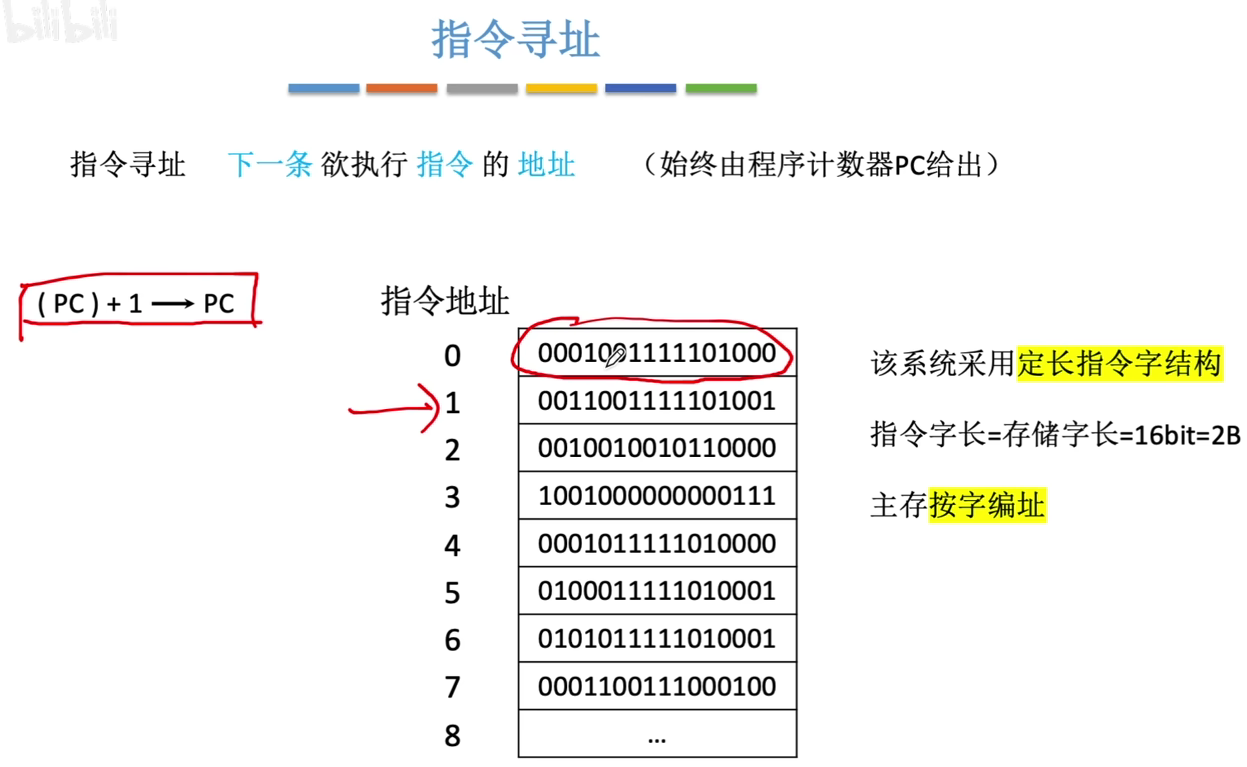 bilibili
指令寻址
指令寻址 下一条 欲执行 指令 的 地址 （始终由程序计数器PC给出）
( PC ) + 1 ⟶ PC
指令地址
0 0001001111101000
1 0011001111101001
2 0010010010110000
3 1001000000000111
4 0001011111010000
5 0100011111010001
6 0101011111010001
7 0001100111000100
8 ...
该系统采用定长指令字结构
指令字长=存储字长=16bit=2B
主存按字编址